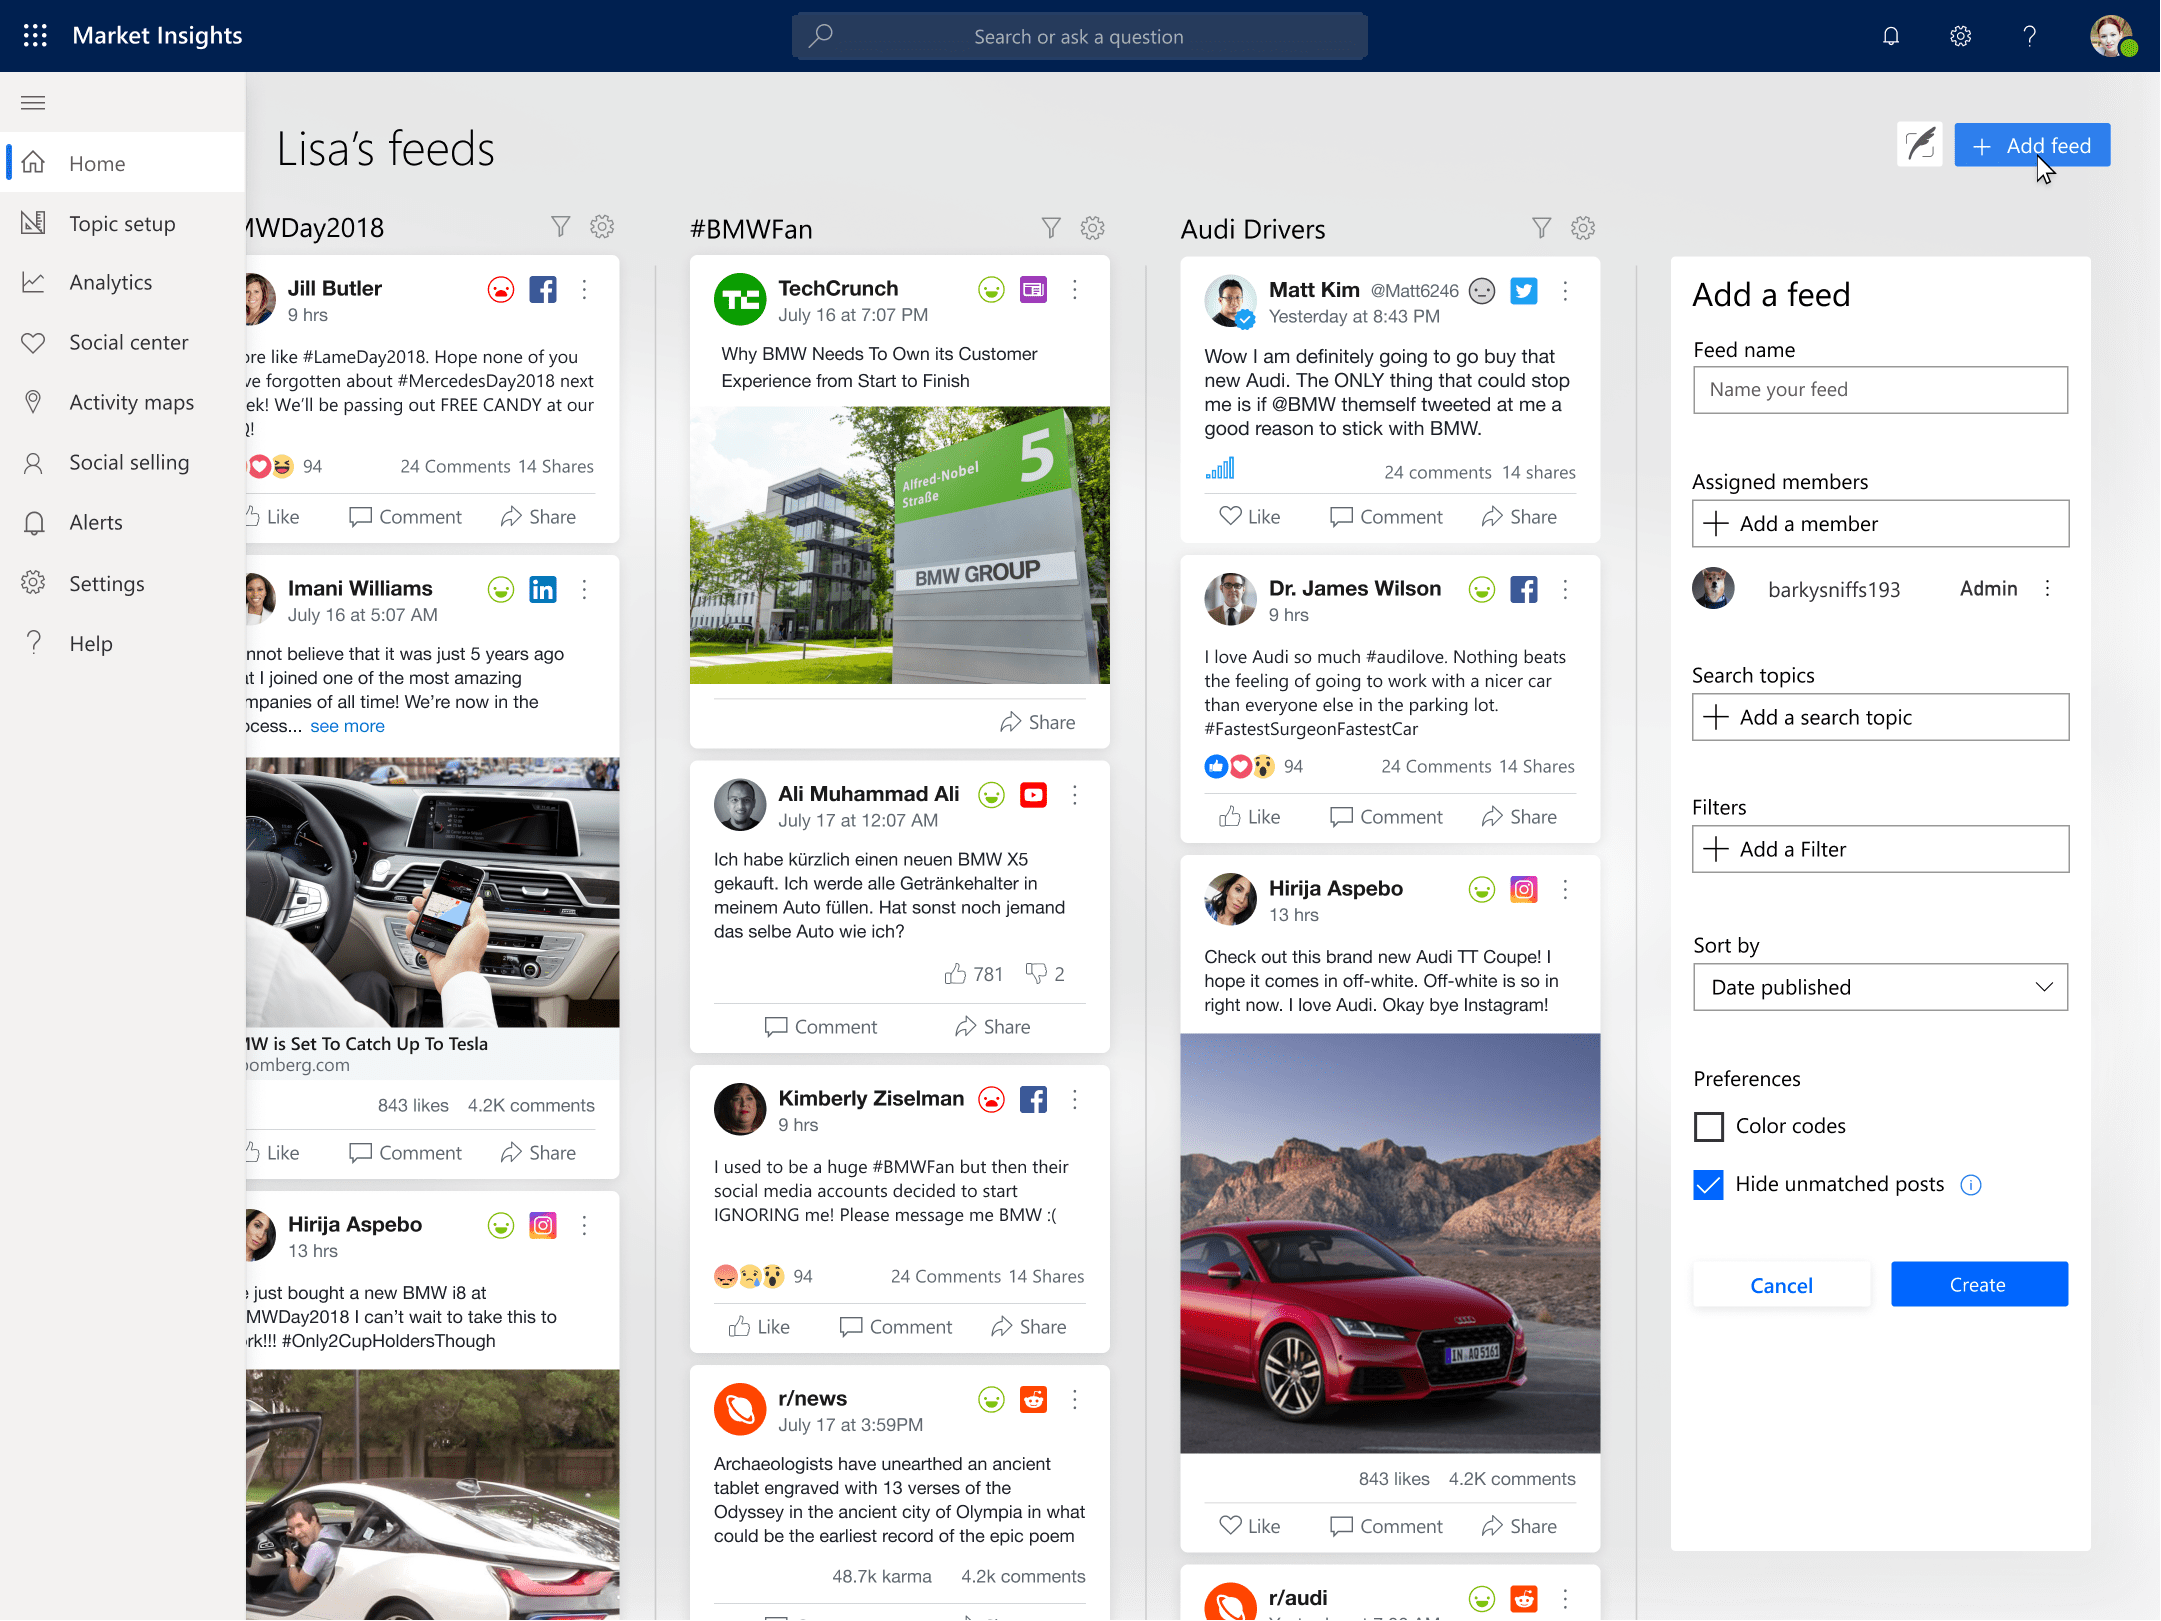 Market Insights
Search or ask a question
Home
Topic setup
Analytics
Social center
Activity maps
Social selling
Alerts
Settings
Help
Lisa’s feeds
Add feed
MWDay2018
Jill Butler
9 hrs
ore like #LameDay2018. Hope none of you
ve forgotten about #MercedesDay2018 next
ek! We’ll be passing out FREE CANDY at our
Q!
94
24 Comments 14 Shares
Like
Comment
Share
Imani Williams
July 16 at 5:07 AM
nnot believe that it was just 5 years ago
at I joined one of the most amazing
mpanies of all time! We’re now in the
ocess... see more
MW is Set To Catch Up To Tesla
oomberg.com
843 likes 4.2K comments
Like
Comment
Share
Hirija Aspebo
13 hrs
e just bought a new BMW i8 at
MWDay2018 I can’t wait to take this to
ork!!! #Only2CupHoldersThough
#BMWFan
TechCrunch
July 16 at 7:07 PM
Why BMW Needs To Own its Customer
Experience from Start to Finish
5
Alfred-Nobel
Straße
BMW GROUP
Share
Ali Muhammad Ali
July 17 at 12:07 AM
Ich habe kürzlich einen neuen BMW X5
gekauft. Ich werde alle Getränkehalter in
meinem Auto füllen. Hat sonst noch jemand
das selbe Auto wie ich?
781
2
Comment
Share
Kimberly Ziselman
9 hrs
I used to be a huge #BMWFan but then their
social media accounts decided to start
IGNORING me! Please message me BMW :(
94
24 Comments 14 Shares
Like
Comment
Share
r/news
July 17 at 3:59PM
Archaeologists have unearthed an ancient
tablet engraved with 13 verses of the
Odyssey in the ancient city of Olympia in what
could be the earliest record of the epic poem
48.7k karma 4.2k comments
Audi Drivers
Matt Kim @Matt6246
Yesterday at 8:43 PM
Wow I am definitely going to go buy that
new Audi. The ONLY thing that could stop
me is if @BMW themself tweeted at me a
good reason to stick with BMW.
24 comments 14 shares
Like
Comment
Share
Dr. James Wilson
9 hrs
I love Audi so much #audilove. Nothing beats
the feeling of going to work with a nicer car
than everyone else in the parking lot.
#FastestSurgeonFastestCar
94
24 Comments 14 Shares
Like
Comment
Share
Hirija Aspebo
13 hrs
Check out this brand new Audi TT Coupe! I
hope it comes in off-white. Off-white is so in
right now. I love Audi. Okay bye Instagram!
IN AQ5161
843 likes 4.2K comments
Like
Comment
Share
r/audi
Add a feed
Feed name
Name your feed
Assigned members
Add a member
barkysniffs193
Admin
Search topics
Add a search topic
Filters
Add a Filter
Sort by
Date published
Preferences
Color codes
Hide unmatched posts
Cancel
Create